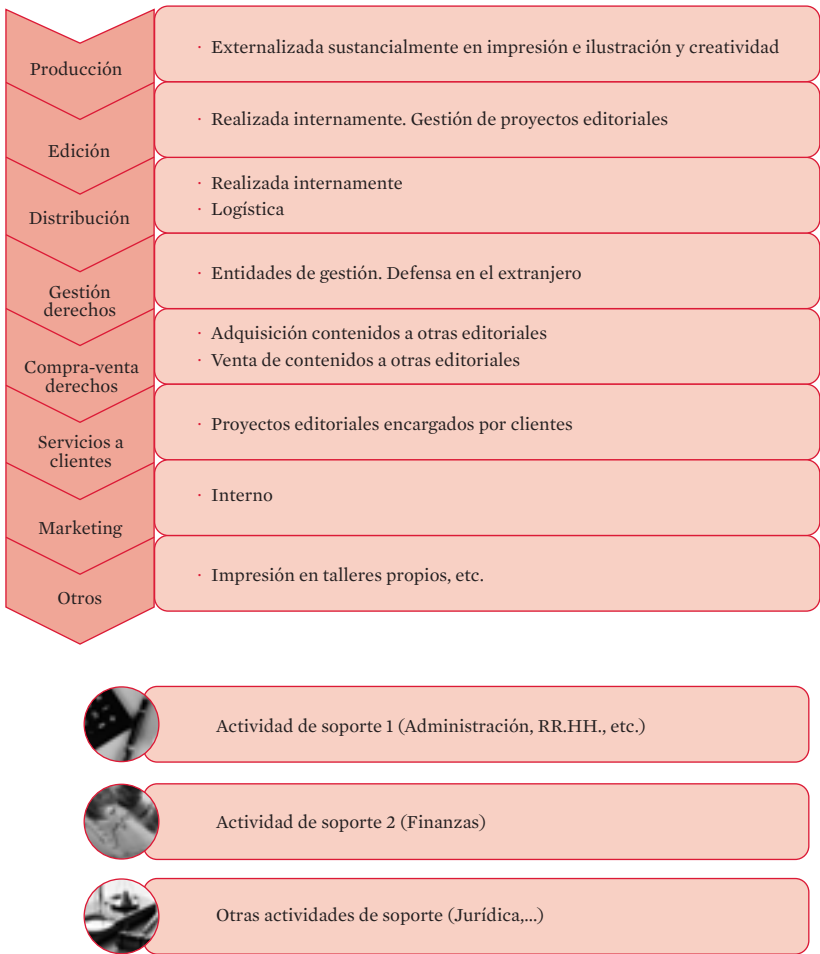 Producción
· Externalizada sustancialmente en impresión e ilustración y creatividad
Edición
· Realizada internamente. Gestión de proyectos editoriales
Distribución
· Realizada internamente
· Logística
Gestión
derechos
· Entidades de gestión. Defensa en el extranjero
Compra-venta
derechos
· Adquisición contenidos a otras editoriales
· Venta de contenidos a otras editoriales
Servicios a
clientes
· Proyectos editoriales encargados por clientes
Marketing
· Interno
Otros
· Impresión en talleres propios, etc.
Actividad de soporte 1 (Administración, RR.HH., etc.)
Actividad de soporte 2 (Finanzas)
Otras actividades de soporte (Jurídica,...)